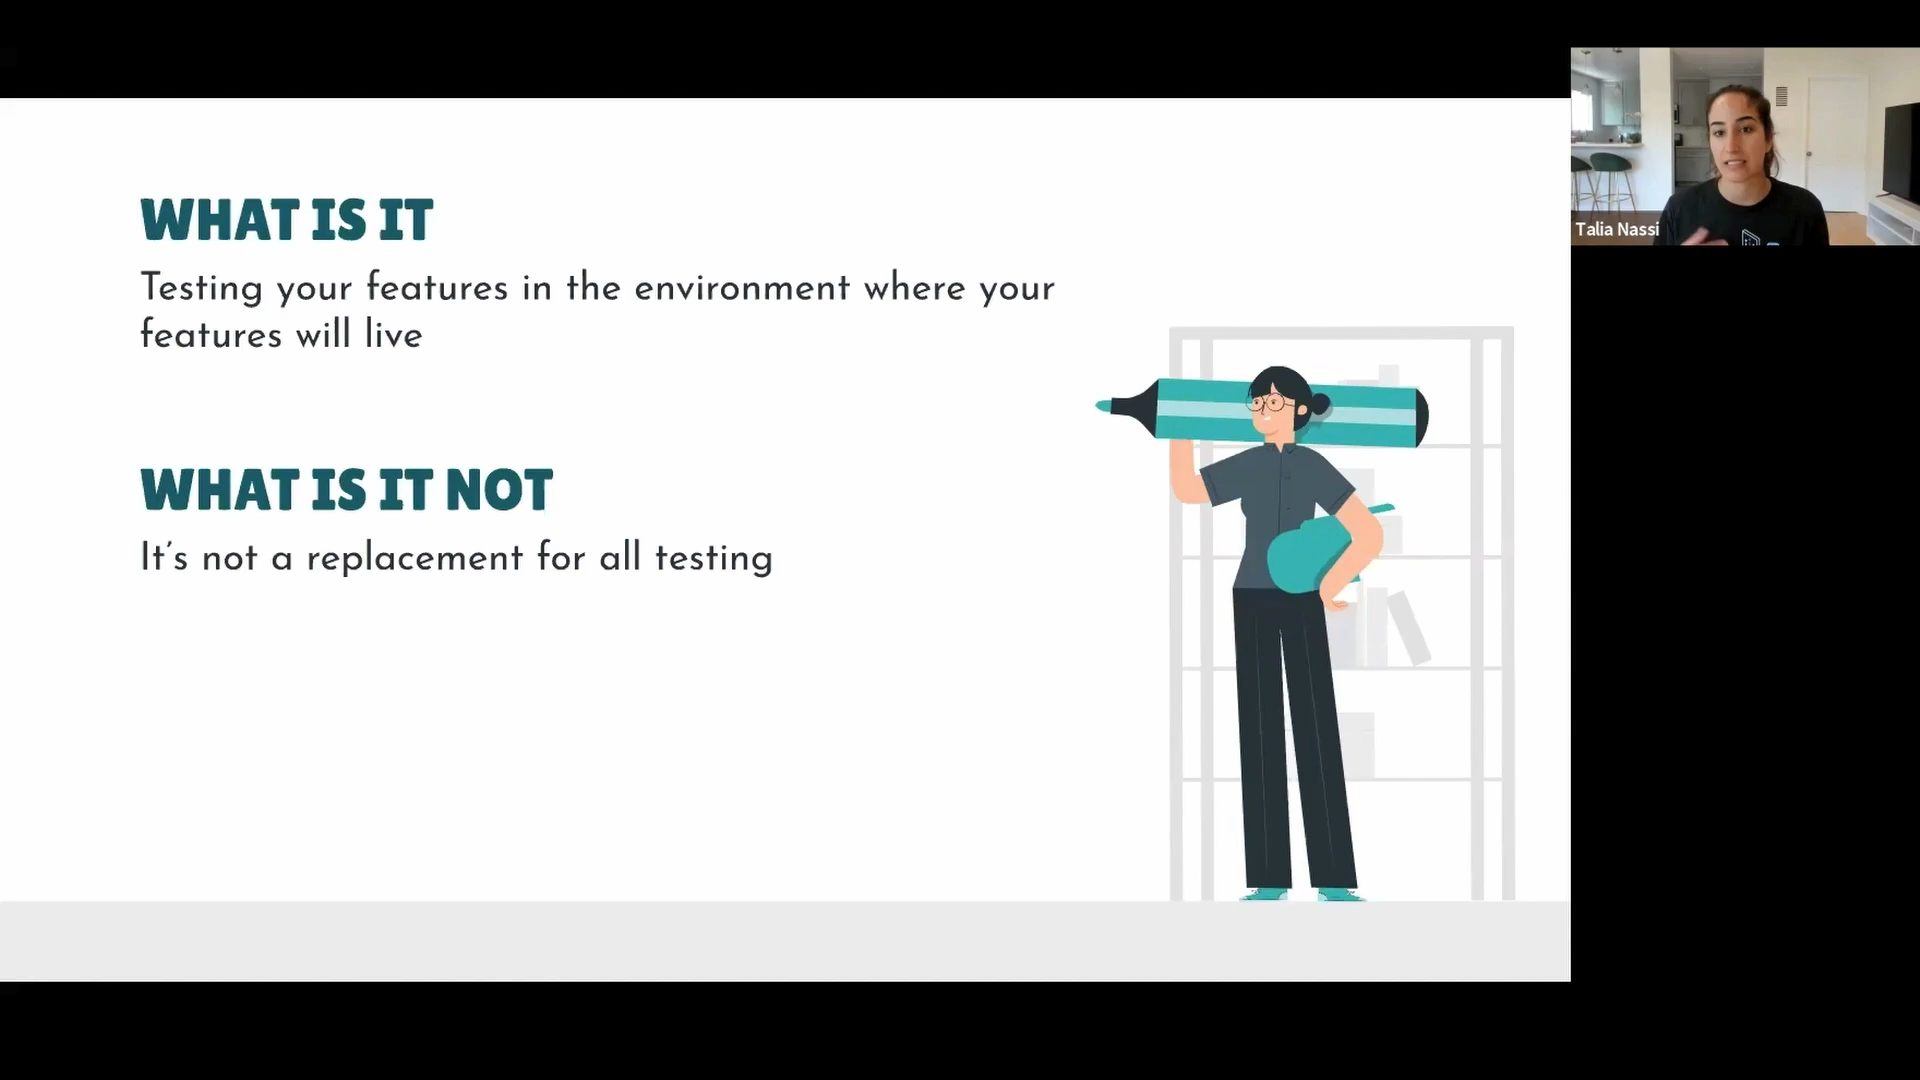 WHAT IS IT
Testing your features in the environment where your
features will live
WHAT IS IT NOT
It's not a replacement for all testing
Talia Nassi